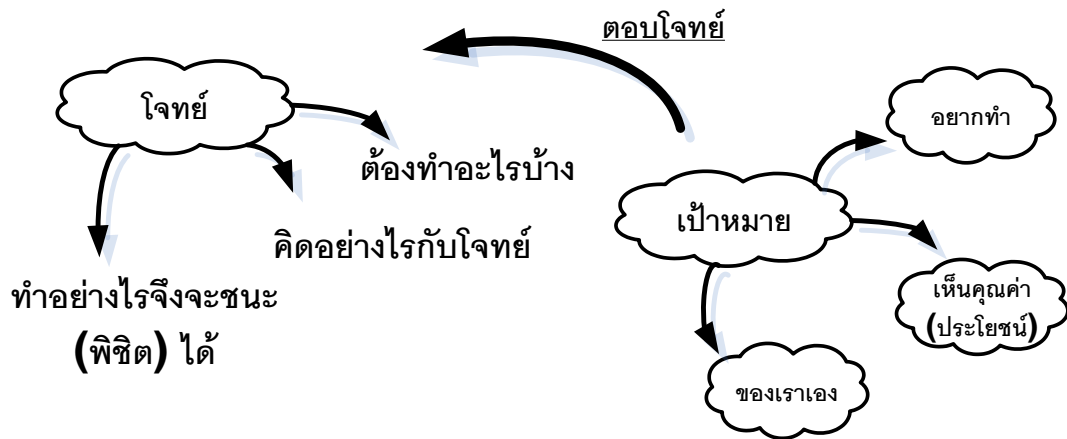 ตอบโจทย์
โจทย์
อยากทำ
ต้องทำอะไรบ้าง
เป้าหมาย
คิดอย่างไรกับโจทย์
ทำอย่างไรจึงจะชนะ
(พิชิต) ได้
เห็นคุณค่า
(ประโยชน์)
ของเราเอง